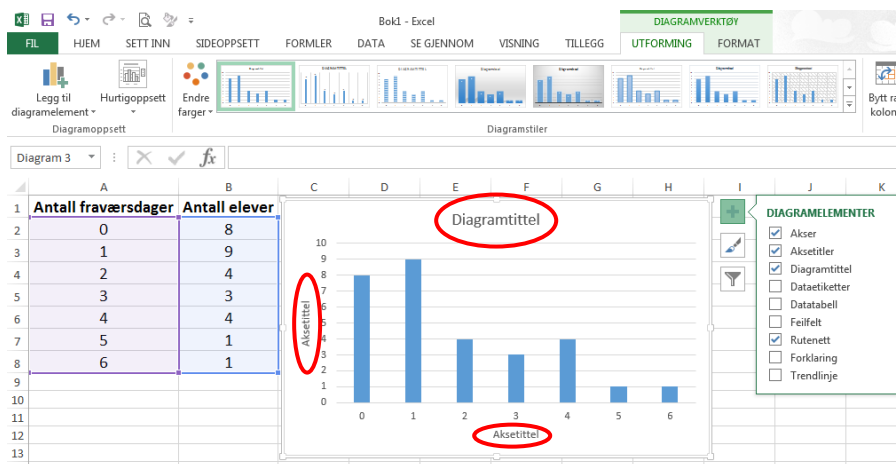 Bok1 - Excel
DIAGRAMVERKTØY
FIL HJEM SETT INN SIDEOPPSETT FORMLER DATA SE GJENNOM VISNING TILLEGG UTFORMING FORMAT
Legg til diagramelement
Hurtigoppsett
Endre farger
Bytt ra
kolon
Diagramoppsett
Diagramstiler
Diagram 3
fx
A B C D E F G H I J K
1 Antall fraværsdager Antall elever
2 0 8
3 1 9
4 2 4
5 3 3
6 4 4
7 5 1
8 6 1
9
10
11
12
13
Diagramtittel
10
9
8
7
6
5
4
3
2
1
0
Aksetittel
0 1 2 3 4 5 6
Aksetittel
DIAGRAMELEMENTER
Akser
Aksetitler
Diagramtittel
Dataetiketter
Datatabell
Feilfelt
Rutenett
Forklaring
Trendlinje